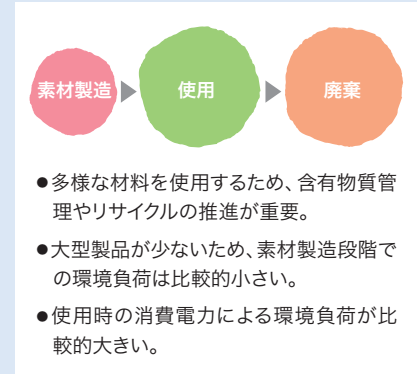 素材製造 使用 廃棄
●多様な材料を使用するため、含有物質管
理やリサイクルの推進が重要。
●大型製品が少ないため、素材製造段階で
の環境負荷は比較的小さい。
●使用時の消費電力による環境負荷が比
較的大きい。